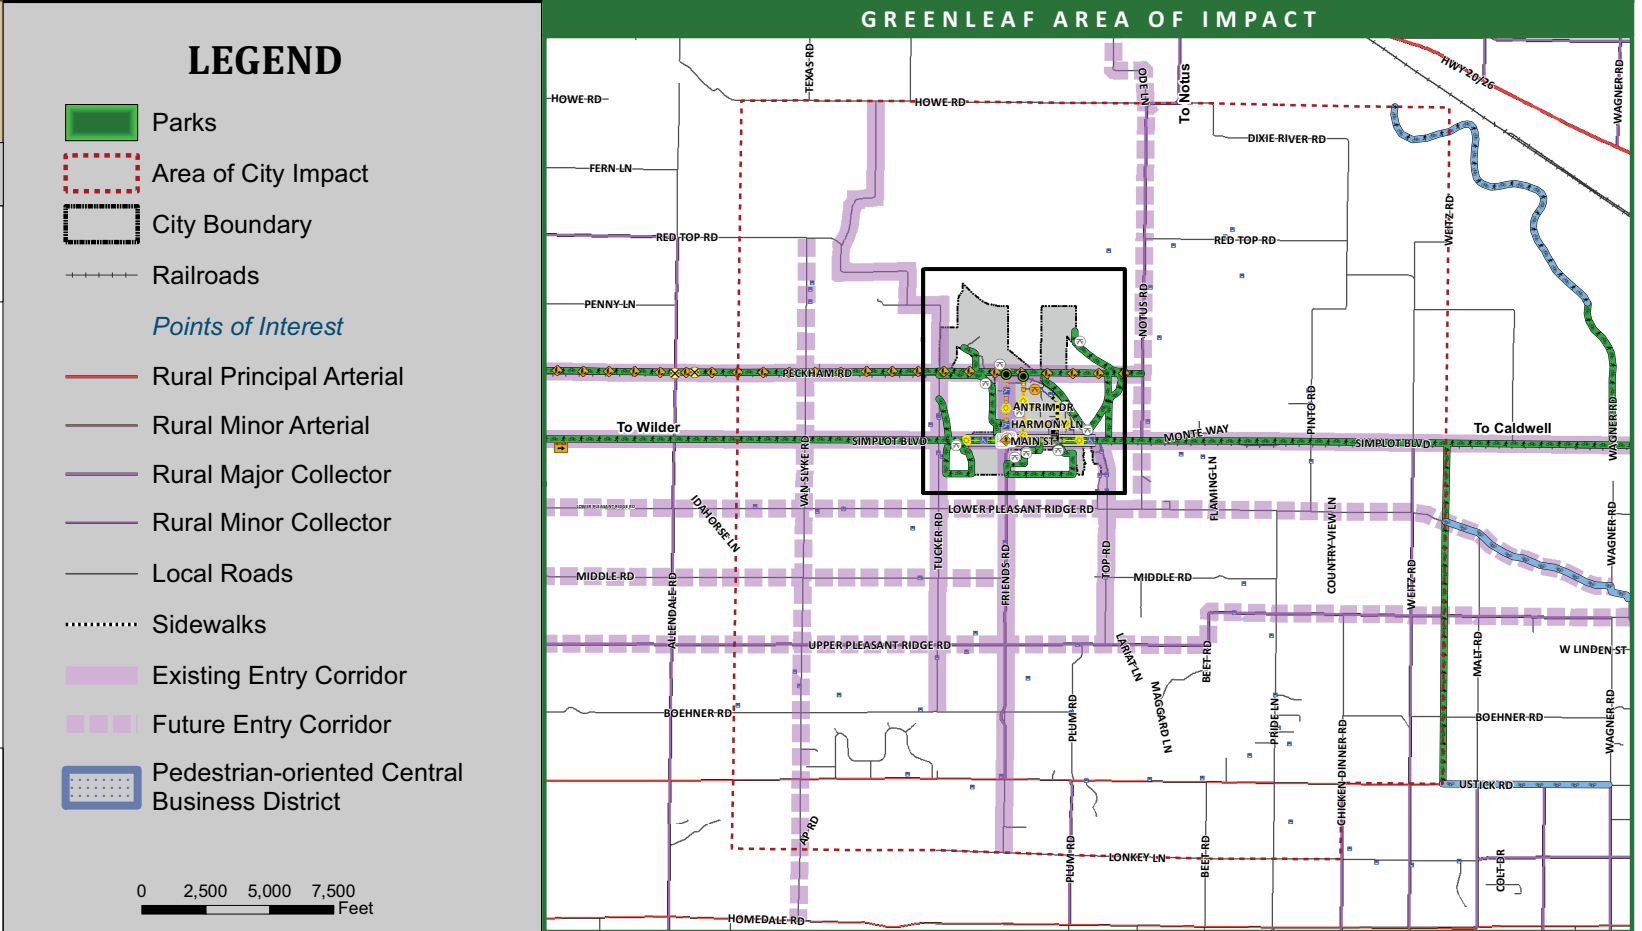 GREENLEAF AREA OF IMPACT
LEGEND
Parks
Area of City Impact
City Boundary
Railroads
Points of Interest
Rural Principal Arterial
Rural Minor Arterial
Rural Major Collector
Rural Minor Collector
Local Roads
Sidewalks
Existing Entry Corridor
Future Entry Corridor
Pedestrian-oriented Central
Business District
0 2,500 5,000 7,500
Feet
TEXAS RD
ODE LN
To Notus
HWY 20/26
WAGNER RD
HOWE RD
HOWE RD
DIXIE RIVER RD
FERN LN
WEITZ RD
RED TOP RD
RED TOP RD
PENNY LN
NOTUS RD
PECKHAM RD
PINTO RD
ANTRIM DR
HARMONY LN
MAIN ST
To Wilder
SIMPLOT BLVD
MONTE WAY
SIMPLOT BLVD
To Caldwell
WAGNER RD
VAN SLYKE RD
FLAMING LN
LOWER PLEASANT RIDGE RD
LOWER PLEASANT RIDGE RD
IDAHORSE LN
TUCKER RD
FRIENDS RD
TOP RD
COUNTRY VIEW LN
WEITZ RD
WAGNER RD
MIDDLE RD
MIDDLE RD
ALLENDALE RD
UPPER PLEASANT RIDGE RD
LARIAT LN
BEET RD
MALT RD
W LINDEN ST
MAGGARD LN
BOEHNER RD
PLUM RD
PRIDE LN
CHICKEN DINNER RD
BOEHNER RD
WAGNER RD
USTICK RD
AP RD
PLUM RD
LONKEY LN
BEET RD
COLT DR
HOMEDALE RD